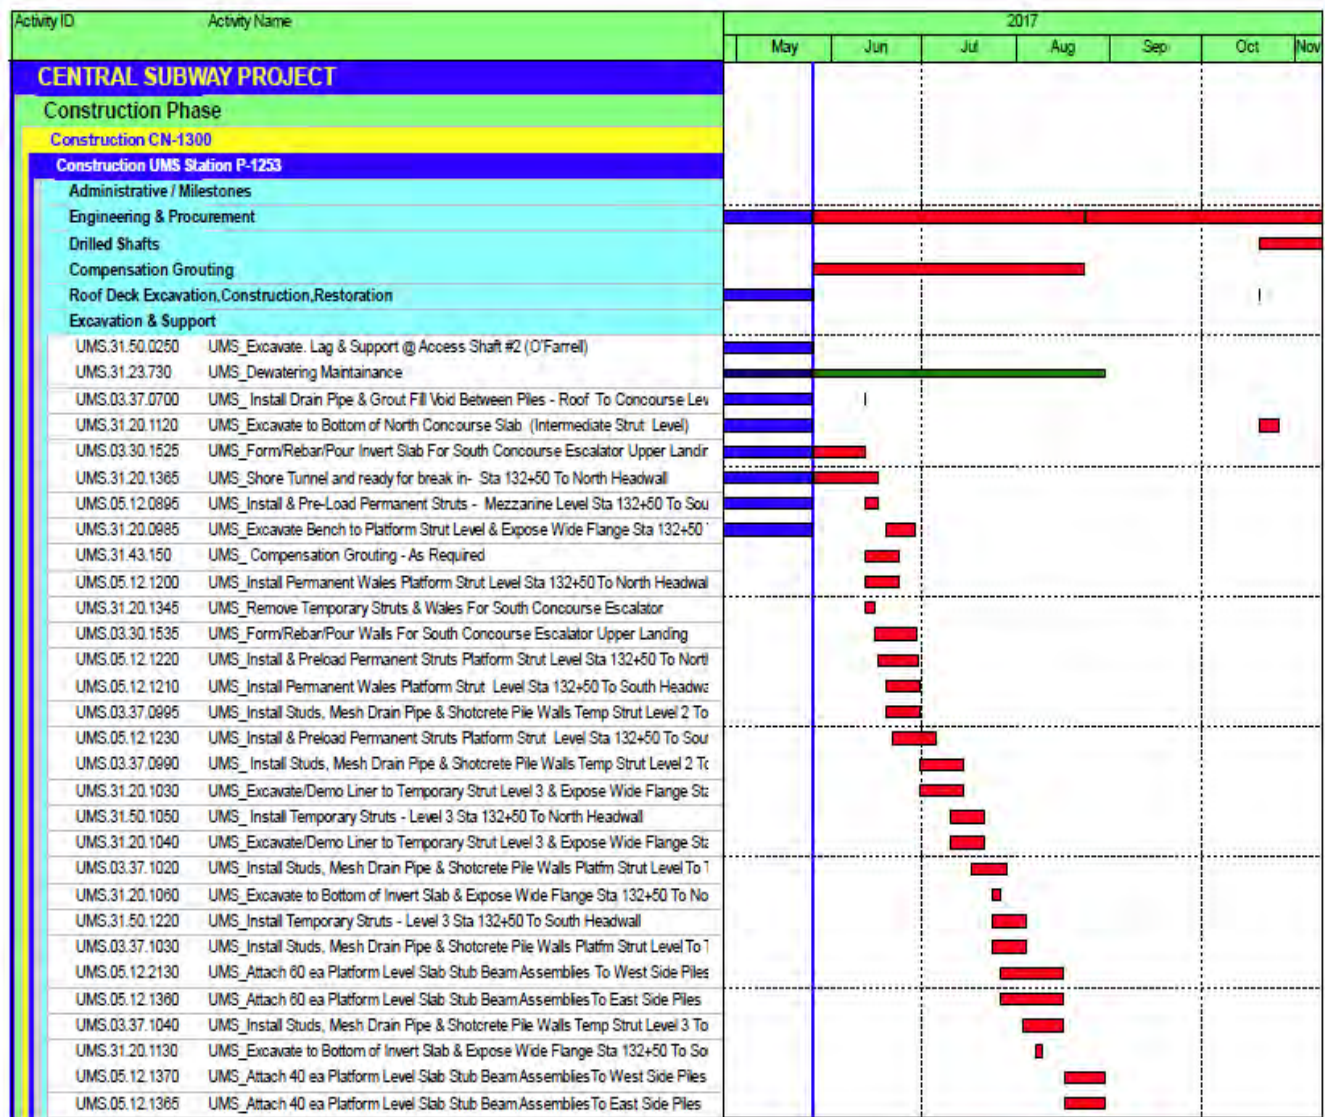 Activity ID Activity Name 2017
May Jun Jul Aug Sep Oct Nov
CENTRAL SUBWAY PROJECT
Construction Phase
Construction CN-1300
Construction UMS Station P-1253
Administrative / Milestones
Engineering & Procurement
Drilled Shafts
Compensation Grouting
Roof Deck Excavation,Construction,Restoration
Excavation & Support
UMS.31.50.0250 UMS_Excavate. Lag & Support @ Access Shaft #2 (O'Farrell)
UMS.31.23.730 UMS_Dewatering Maintainance
UMS.03.37.0700 UMS_ Install Drain Pipe & Grout Fill Void Between Piles - Roof To Concourse Lev
UMS.31.20.1120 UMS_Excavate to Bottom of North Concourse Slab (Intermediate Strut Level)
UMS.03.30.1525 UMS_Form/Rebar/Pour Invert Slab For South Concourse Escalator Upper Landir
UMS.31.20.1365 UMS_Shore Tunnel and ready for break in- Sta 132+50 To North Headwall
UMS.05.12.0895 UMS_Install & Pre-Load Permanent Struts - Mezzanine Level Sta 132+50 To Sou
UMS.31.20.0985 UMS_Excavate Bench to Platform Strut Level & Expose Wide Flange Sta 132+50
UMS.31.43.150 UMS_ Compensation Grouting - As Required
UMS.05.12.1200 UMS_Install Permanent Wales Platform Strut Level Sta 132+50 To North Headwal
UMS.31.20.1345 UMS_Remove Temporary Struts & Wales For South Concourse Escalator
UMS.03.30.1535 UMS_Form/Rebar/Pour Walls For South Concourse Escalator Upper Landing
UMS.05.12.1220 UMS_Install & Preload Permanent Struts Platform Strut Level Sta 132+50 To North
UMS.05.12.1210 UMS_Install Permanent Wales Platform Strut Level Sta 132+50 To South Headwa
UMS.03.37.0995 UMS_Install Studs, Mesh Drain Pipe & Shotcrete Pile Walls Temp Strut Level 2 To
UMS.05.12.1230 UMS_Install & Preload Permanent Struts Platform Strut Level Sta 132+50 To Sour
UMS.03.37.0990 UMS_ Install Studs, Mesh Drain Pipe & Shotcrete Pile Walls Temp Strut Level 2 To
UMS.31.20.1030 UMS_Excavate/Demo Liner to Temporary Strut Level 3 & Expose Wide Flange Sta
UMS.31.50.1050 UMS_ Install Temporary Struts - Level 3 Sta 132+50 To North Headwall
UMS.31.20.1040 UMS_Excavate/Demo Liner to Temporary Strut Level 3 & Expose Wide Flange Sta
UMS.03.37.1020 UMS_Install Studs, Mesh Drain Pipe & Shotcrete Pile Walls Platfm Strut Level To T
UMS.31.20.1060 UMS_Excavate to Bottom of Invert Slab & Expose Wide Flange Sta 132+50 To No
UMS.31.50.1220 UMS_Install Temporary Struts - Level 3 Sta 132+50 To South Headwall
UMS.03.37.1030 UMS_Install Studs, Mesh Drain Pipe & Shotcrete Pile Walls Platfm Strut Level To T
UMS.05.12.2130 UMS_Attach 60 ea Platform Level Slab Stub Beam Assemblies To West Side Piles
UMS.05.12.1360 UMS_Attach 60 ea Platform Level Slab Stub Beam Assemblies To East Side Piles
UMS.03.37.1040 UMS_Install Studs, Mesh Drain Pipe & Shotcrete Pile Walls Temp Strut Level 3 To
UMS.31.20.1130 UMS_Excavate to Bottom of Invert Slab & Expose Wide Flange Sta 132+50 To So
UMS.05.12.1370 UMS_Attach 40 ea Platform Level Slab Stub Beam Assemblies To West Side Piles
UMS.05.12.1365 UMS_Attach 40 ea Platform Level Slab Stub Beam Assemblies To East Side Piles